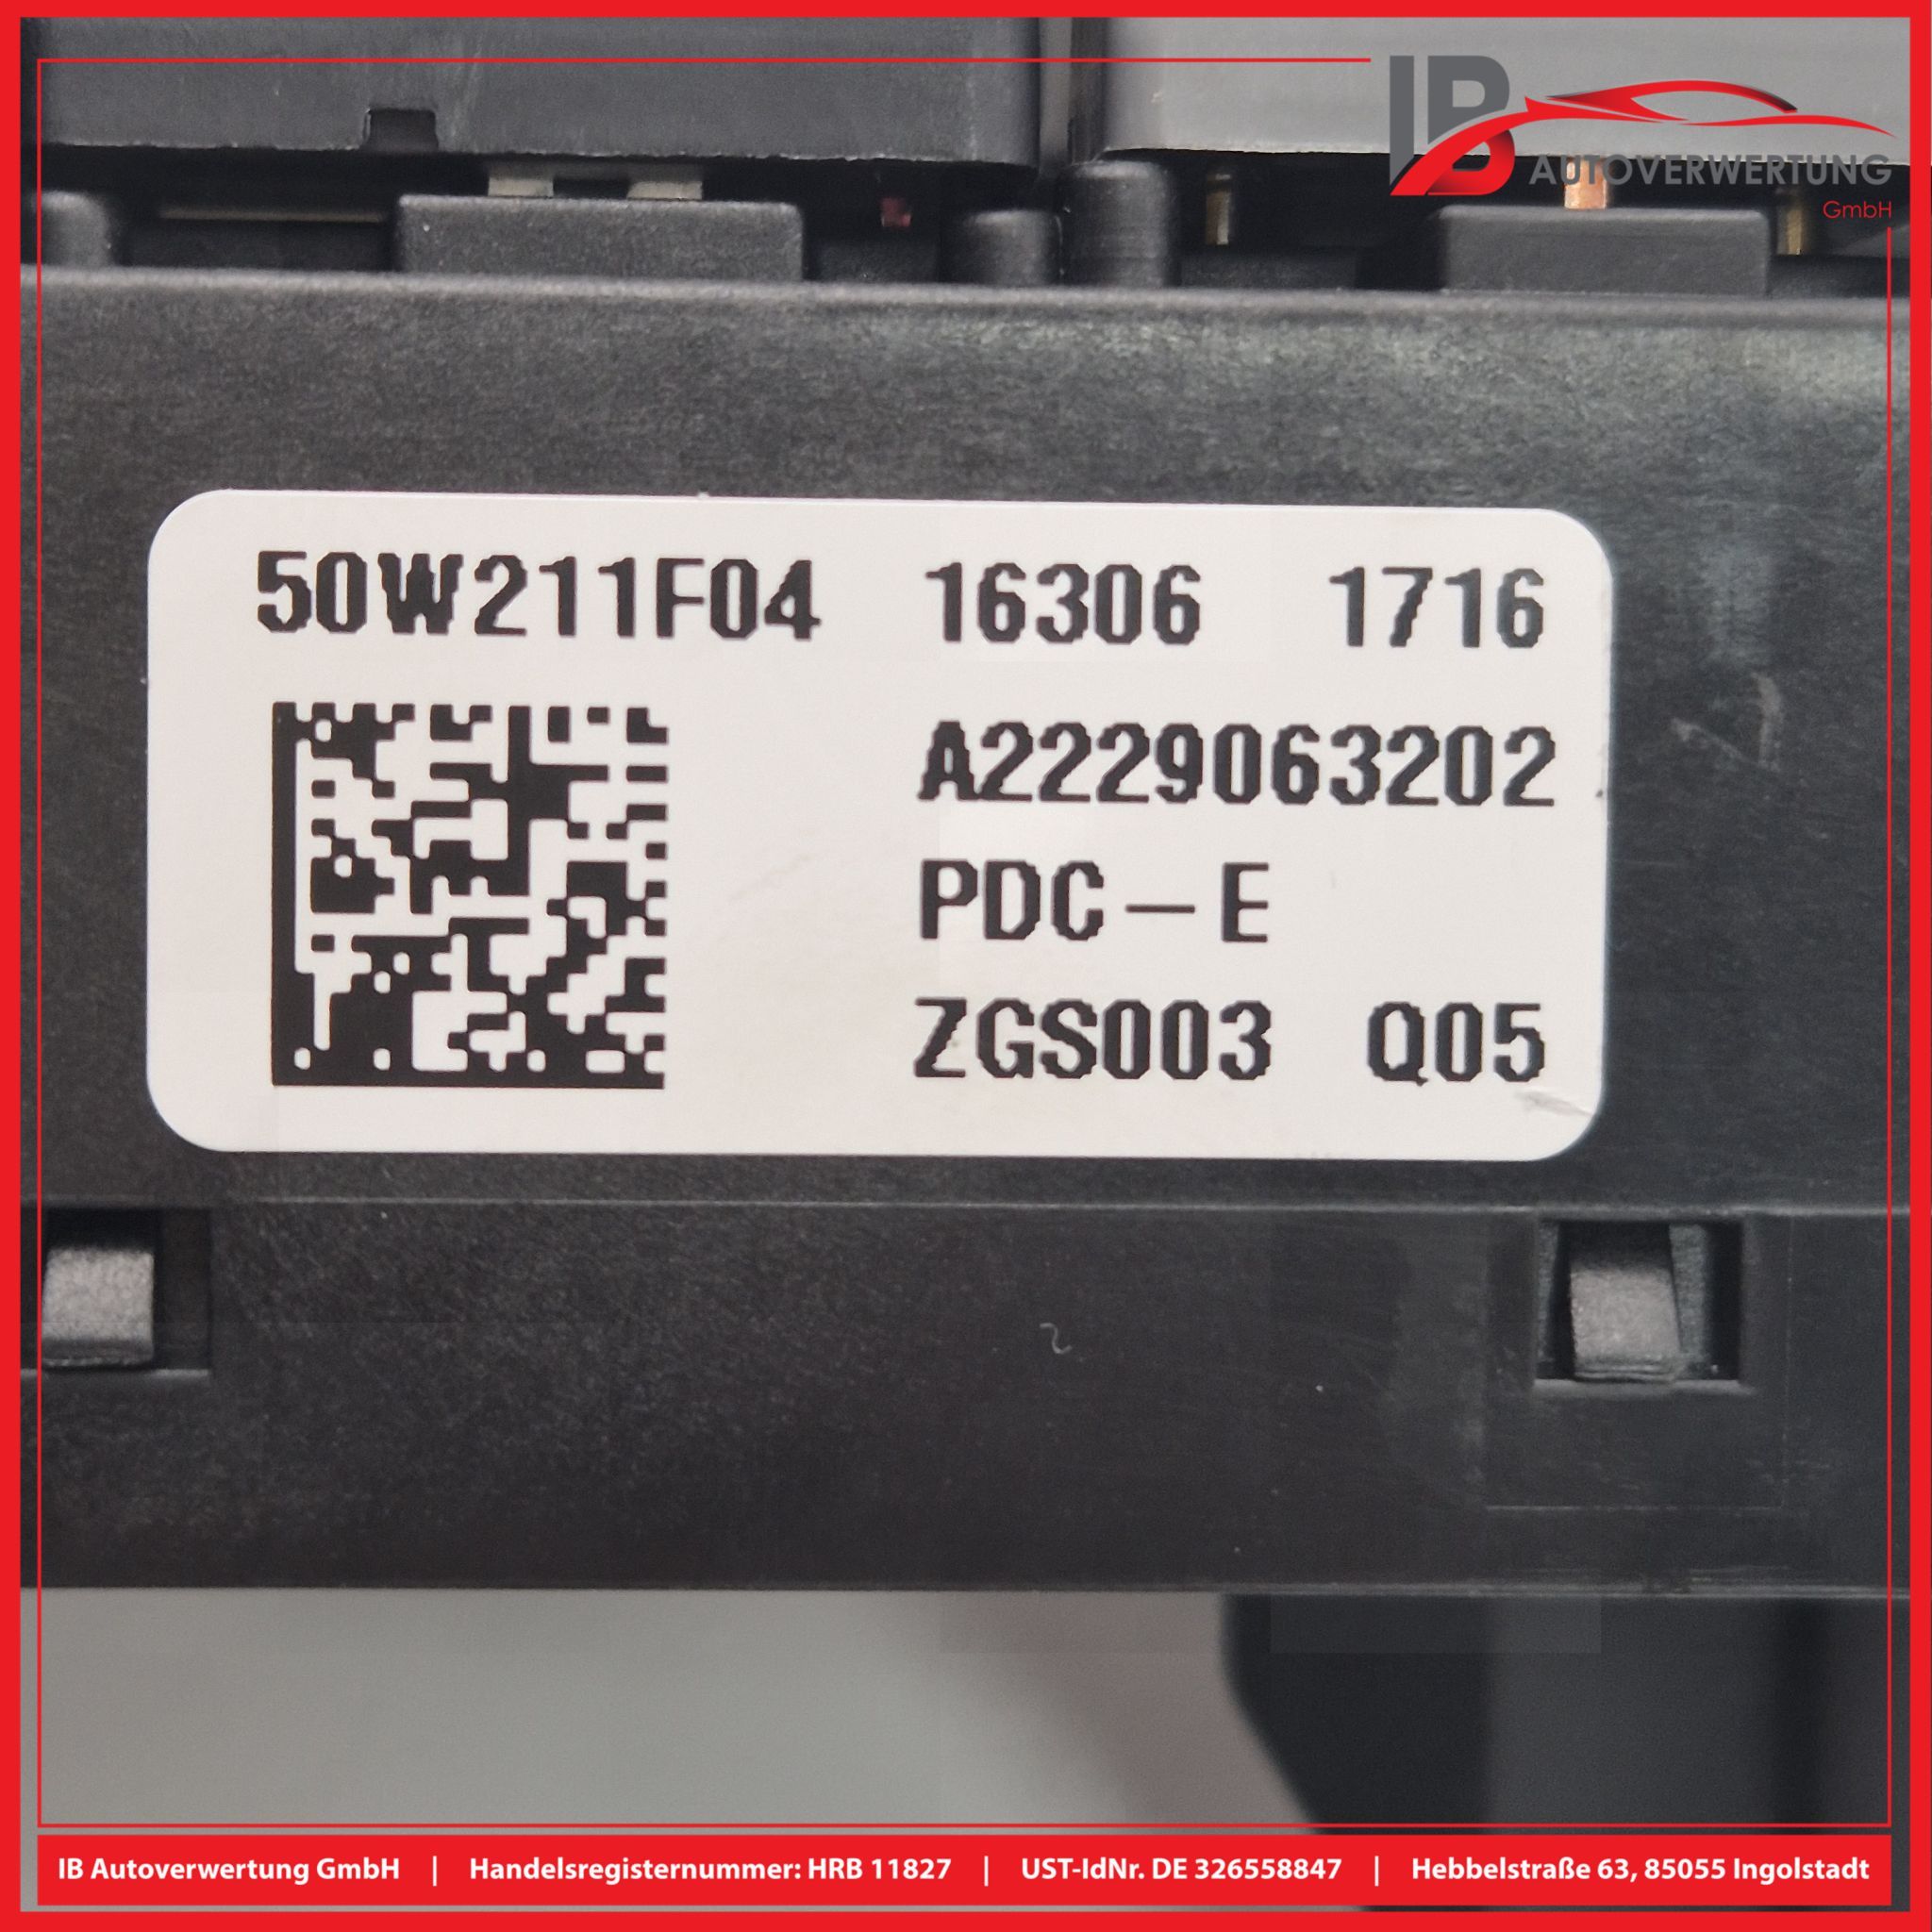 IB
AUTOVERWERTUNG
GmbH
50W211F04 16306 1716
A2229063202
PDC-E
ZGS003 Q05
IB Autoverwertung GmbH | Handelsregisternummer: HRB 11827 | UST-IdNr. DE 326558847 | Hebbelstraße 63, 85055 Ingolstadt